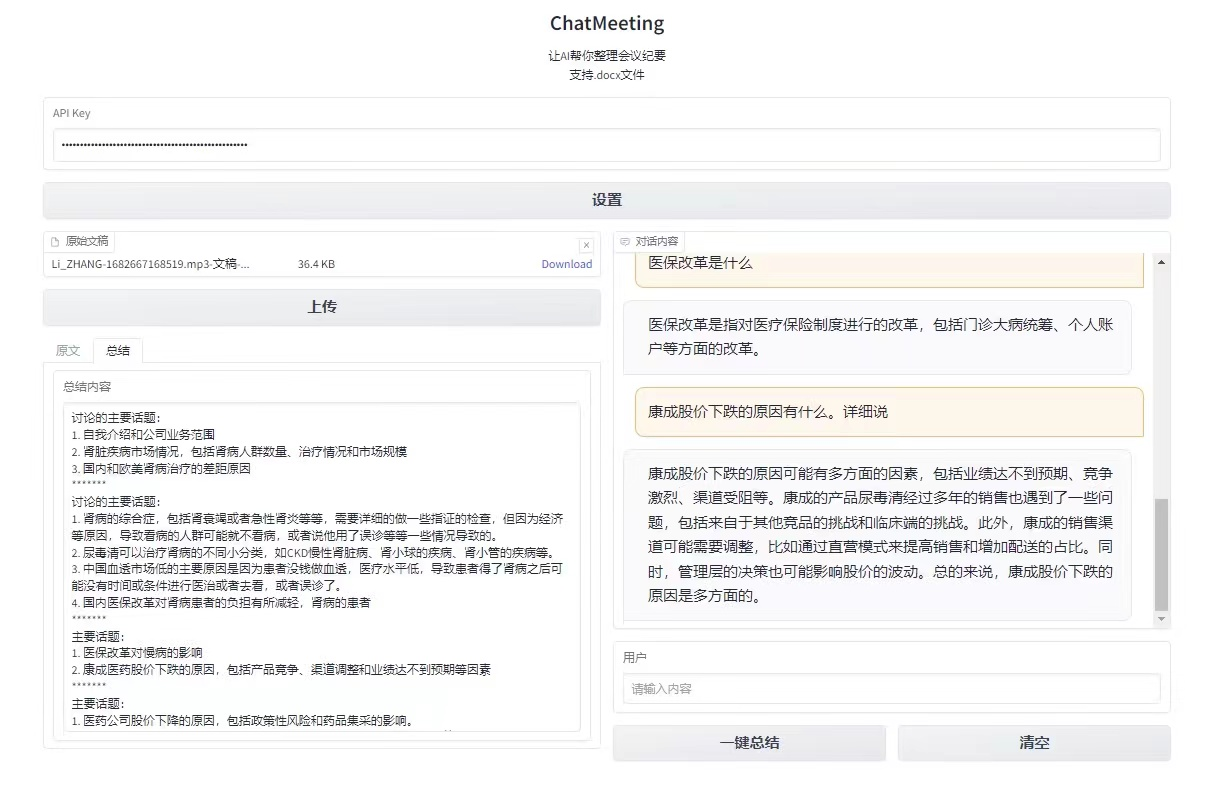 ChatMeeting
让AI帮你整理会议纪要
支持.docx文件
API Key
设置
原始文稿
Li_ZHANG-1682667168519.mp3-文稿-...
36.4 KB
Download
上传
原文
总结
总结内容
讨论的主要话题：
1. 自我介绍和公司业务范围
2. 肾脏疾病市场情况，包括肾病人群数量、治疗情况和市场规模
3. 国内和欧美肾病治疗的差距原因
*******
讨论的主要话题：
1. 肾病的综合症，包括肾衰竭或者急性肾炎等等，需要详细的做一些指证的检查，但因为经济
等原因，导致看病的人群可能就不看病，或者说他用了误诊等等一些情况导致的。
2. 尿毒清可以治疗肾病的不同小分类，如CKD慢性肾脏病、肾小球的疾病、肾小管的疾病等。
3. 中国血透市场低的主要原因是因为患者没钱做血透，医疗水平低，导致患者得了肾病之后可
能没有时间或条件进行医治或者去看，或者误诊了。
4. 国内医保改革对肾病患者的负担有所减轻，肾病的患者
*******
主要话题：
1. 医保改革对慢病的影响
2. 康成医药股价下跌的原因，包括产品竞争、渠道调整和业绩达不到预期等因素
*******
主要话题：
1. 医药公司股价下降的原因，包括政策性风险和药品集采的影响。
对话内容
医保改革是什么
医保改革是指对医疗保险制度进行的改革，包括门诊大病统筹、个人账
户等方面的改革。
康成股价下跌的原因有什么。详细说
康成股价下跌的原因可能有多方面的因素，包括业绩达不到预期、竞争
激烈、渠道受阻等。康成的产品尿毒清经过多年的销售也遇到了一些问
题，包括来自于其他竞品的挑战和临床端的挑战。此外，康成的销售渠
道可能需要调整，比如通过直营模式来提高销售和增加配送的占比。同
时，管理层的决策也可能影响股价的波动。总的来说，康成股价下跌的
原因是多方面的。
用户
请输入内容
一键总结
清空